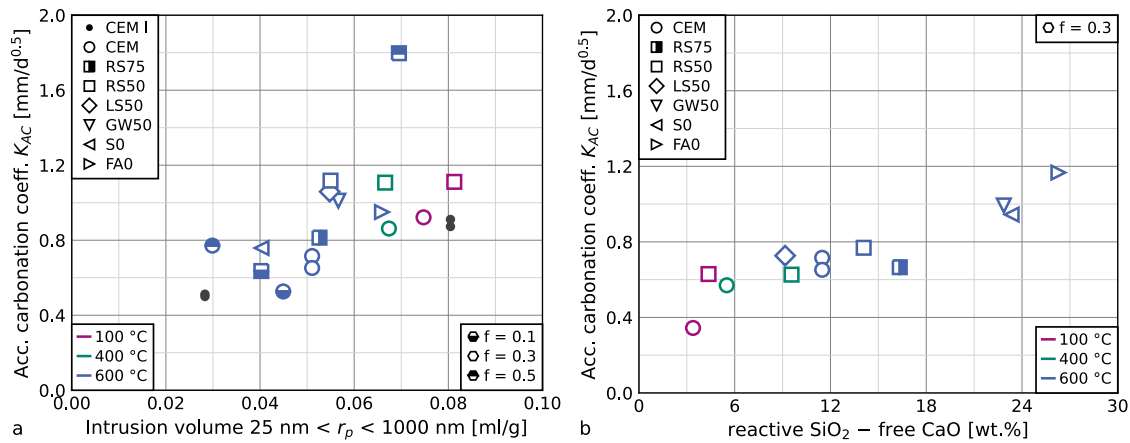 Acc. carbonation coeff. K_AC [mm/d^0.5]
2.0
1.6
1.2
0.8
0.4
0.0
CEM I
CEM
RS75
RS50
LS50
GW50
S0
FA0
100 °C
400 °C
600 °C
f = 0.1
f = 0.3
f = 0.5
0.00 0.02 0.04 0.06 0.08 0.10
a Intrusion volume 25 nm < r_p < 1000 nm [ml/g]
Acc. carbonation coeff. K_AC [mm/d^0.5]
2.0
1.6
1.2
0.8
0.4
0.0
CEM
RS75
RS50
LS50
GW50
S0
FA0
f = 0.3
100 °C
400 °C
600 °C
0 6 12 18 24 30
b reactive SiO₂ − free CaO [wt.%]